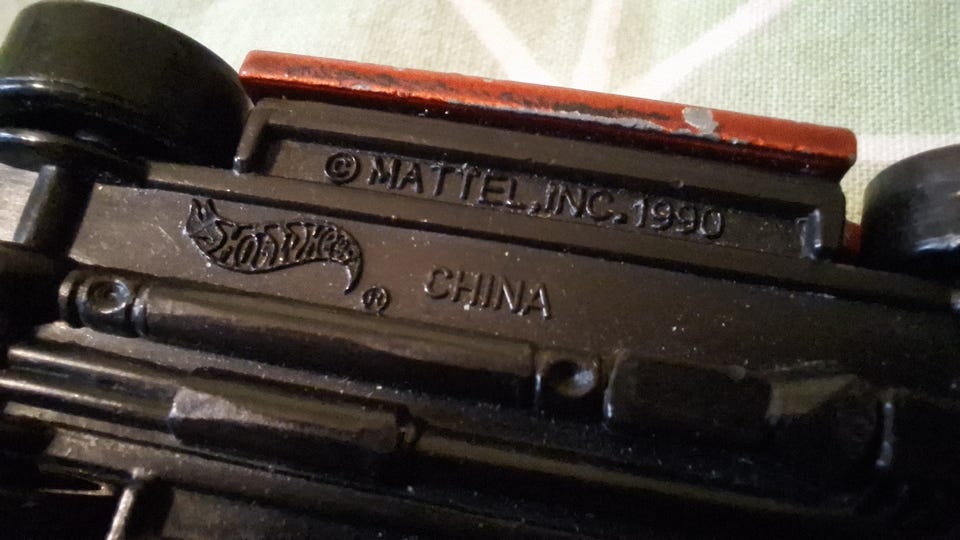 © MATTEL, INC. 1990
Hot Wheels ®
CHINA